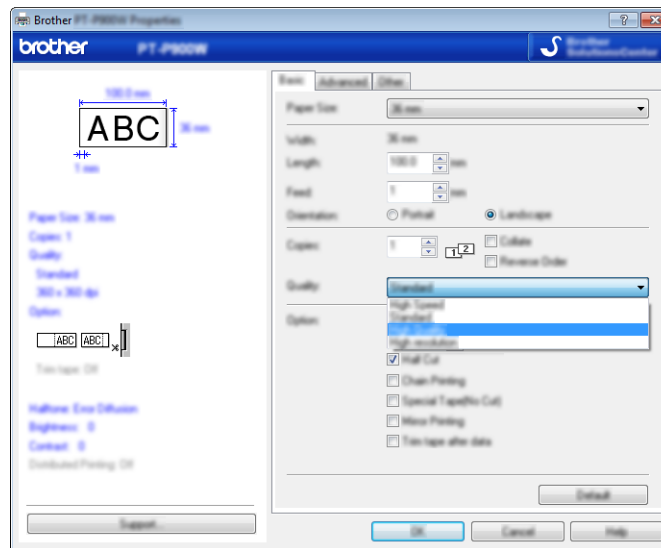 Brother PT-P900W Properties
brother PT-P900W
Brother
SolutionsCenter
100.0 mm
ABC
36 mm
1 mm
Paper Size: 36 mm
Copies: 1
Quality:
Standard
360 x 360 dpi
Option:
ABC ABC
Trim tape: Off
Halftone: Error Diffusion
Brightness: 0
Contrast: 0
Distributed Printing: Off
Support...
Basic Advanced Other
Paper Size: 36 mm
Width: 36 mm
Length: 100.0 mm
Feed: 1 mm
Orientation: Portrait Landscape
Copies: 1 1 2 Collate
Reverse Order
Quality: Standard
High Speed
Standard
High Quality
High resolution
Option:
Half Cut
Chain Printing
Special Tape(No Cut)
Mirror Printing
Trim tape after data
Default
OK Cancel Help